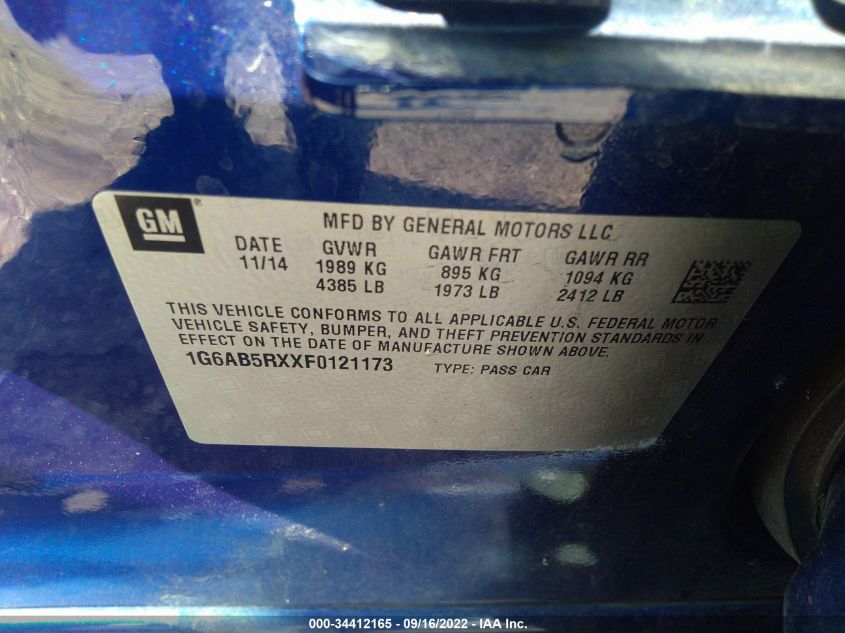 GM ®
MFD BY GENERAL MOTORS LLC
DATE GVWR GAWR FRT GAWR RR
11/14 1989 KG 895 KG 1094 KG
4385 LB 1973 LB 2412 LB
THIS VEHICLE CONFORMS TO ALL APPLICABLE U.S. FEDERAL MOTOR
VEHICLE SAFETY, BUMPER, AND THEFT PREVENTION STANDARDS IN
EFFECT ON THE DATE OF MANUFACTURE SHOWN ABOVE.
1G6AB5RXXF0121173 TYPE: PASS CAR
000-34412165 - 09/16/2022 - IAA Inc.